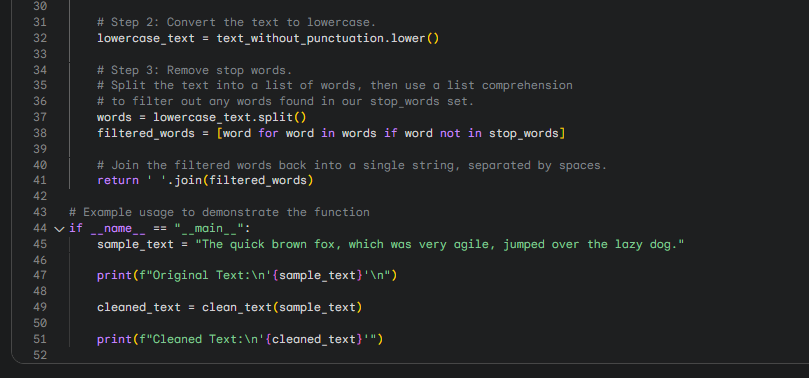 30
31 # Step 2: Convert the text to lowercase.
32 lowercase_text = text_without_punctuation.lower()
33
34 # Step 3: Remove stop words.
35 # Split the text into a list of words, then use a list comprehension
36 # to filter out any words found in our stop_words set.
37 words = lowercase_text.split()
38 filtered_words = [word for word in words if word not in stop_words]
39
40 # Join the filtered words back into a single string, separated by spaces.
41 return ' '.join(filtered_words)
42
43 # Example usage to demonstrate the function
44 if __name__ == "__main__":
45 sample_text = "The quick brown fox, which was very agile, jumped over the lazy dog."
46
47 print(f"Original Text:\n'{sample_text}'\n")
48
49 cleaned_text = clean_text(sample_text)
50
51 print(f"Cleaned Text:\n'{cleaned_text}'")
52